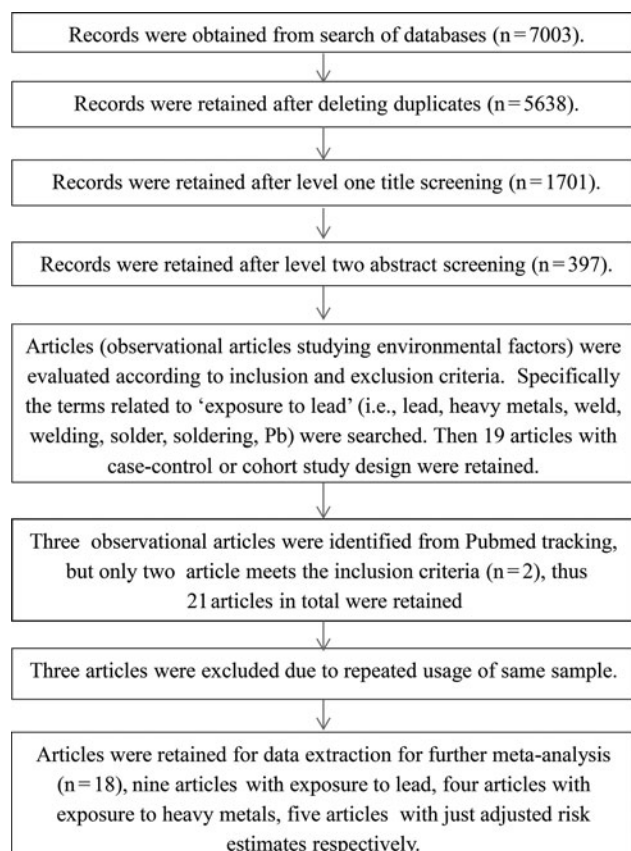 Records were obtained from search of databases (n=7003).
Records were retained after deleting duplicates (n=5638).
Records were retained after level one title screening (n=1701).
Records were retained after level two abstract screening (n=397).
Articles (observational articles studying environmental factors) were
evaluated according to inclusion and exclusion criteria. Specifically
the terms related to ‘exposure to lead’ (i.e., lead, heavy metals, weld,
welding, solder, soldering, Pb) were searched. Then 19 articles with
case-control or cohort study design were retained.
Three observational articles were identified from Pubmed tracking,
but only two article meets the inclusion criteria (n=2), thus
21 articles in total were retained
Three articles were excluded due to repeated usage of same sample.
Articles were retained for data extraction for further meta-analysis
(n=18), nine articles with exposure to lead, four articles with
exposure to heavy metals, five articles with just adjusted risk
estimates respectively.